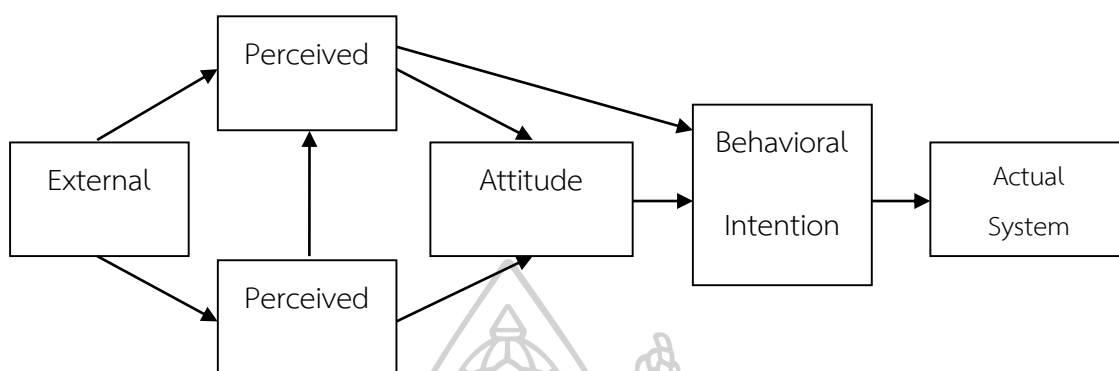 Perceived
External
Attitude
Behavioral
Intention
Actual
System
Perceived